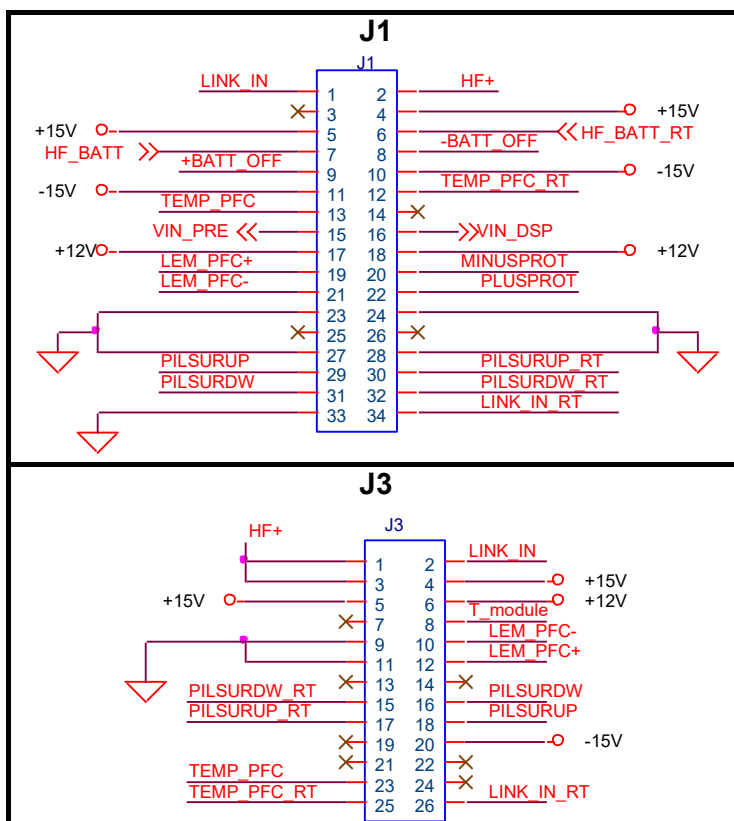 J1
J1
LINK_IN 1 2 HF+
3 4 +15V
+15V 5 6 HF_BATT_RT
HF_BATT 7 8 -BATT_OFF
+BATT_OFF 9 10 -15V
-15V 11 12 TEMP_PFC_RT
TEMP_PFC 13 14
VIN_PRE 15 16 VIN_DSP
+12V 17 18 +12V
LEM_PFC+ 19 20 MINUSPROT
LEM_PFC- 21 22 PLUSPROT
23 24
25 26
27 28
PILSURUP 29 30 PILSURUP_RT
PILSURDW 31 32 PILSURDW_RT
33 34 LINK_IN_RT
J3
J3
HF+
1 2 LINK_IN
3 4 +15V
+15V 5 6 +12V
7 8 T_module
9 10 LEM_PFC-
11 12 LEM_PFC+
13 14
PILSURDW_RT 15 16 PILSURDW
PILSURUP_RT 17 18 PILSURUP
19 20 -15V
21 22
TEMP_PFC 23 24
TEMP_PFC_RT 25 26 LINK_IN_RT